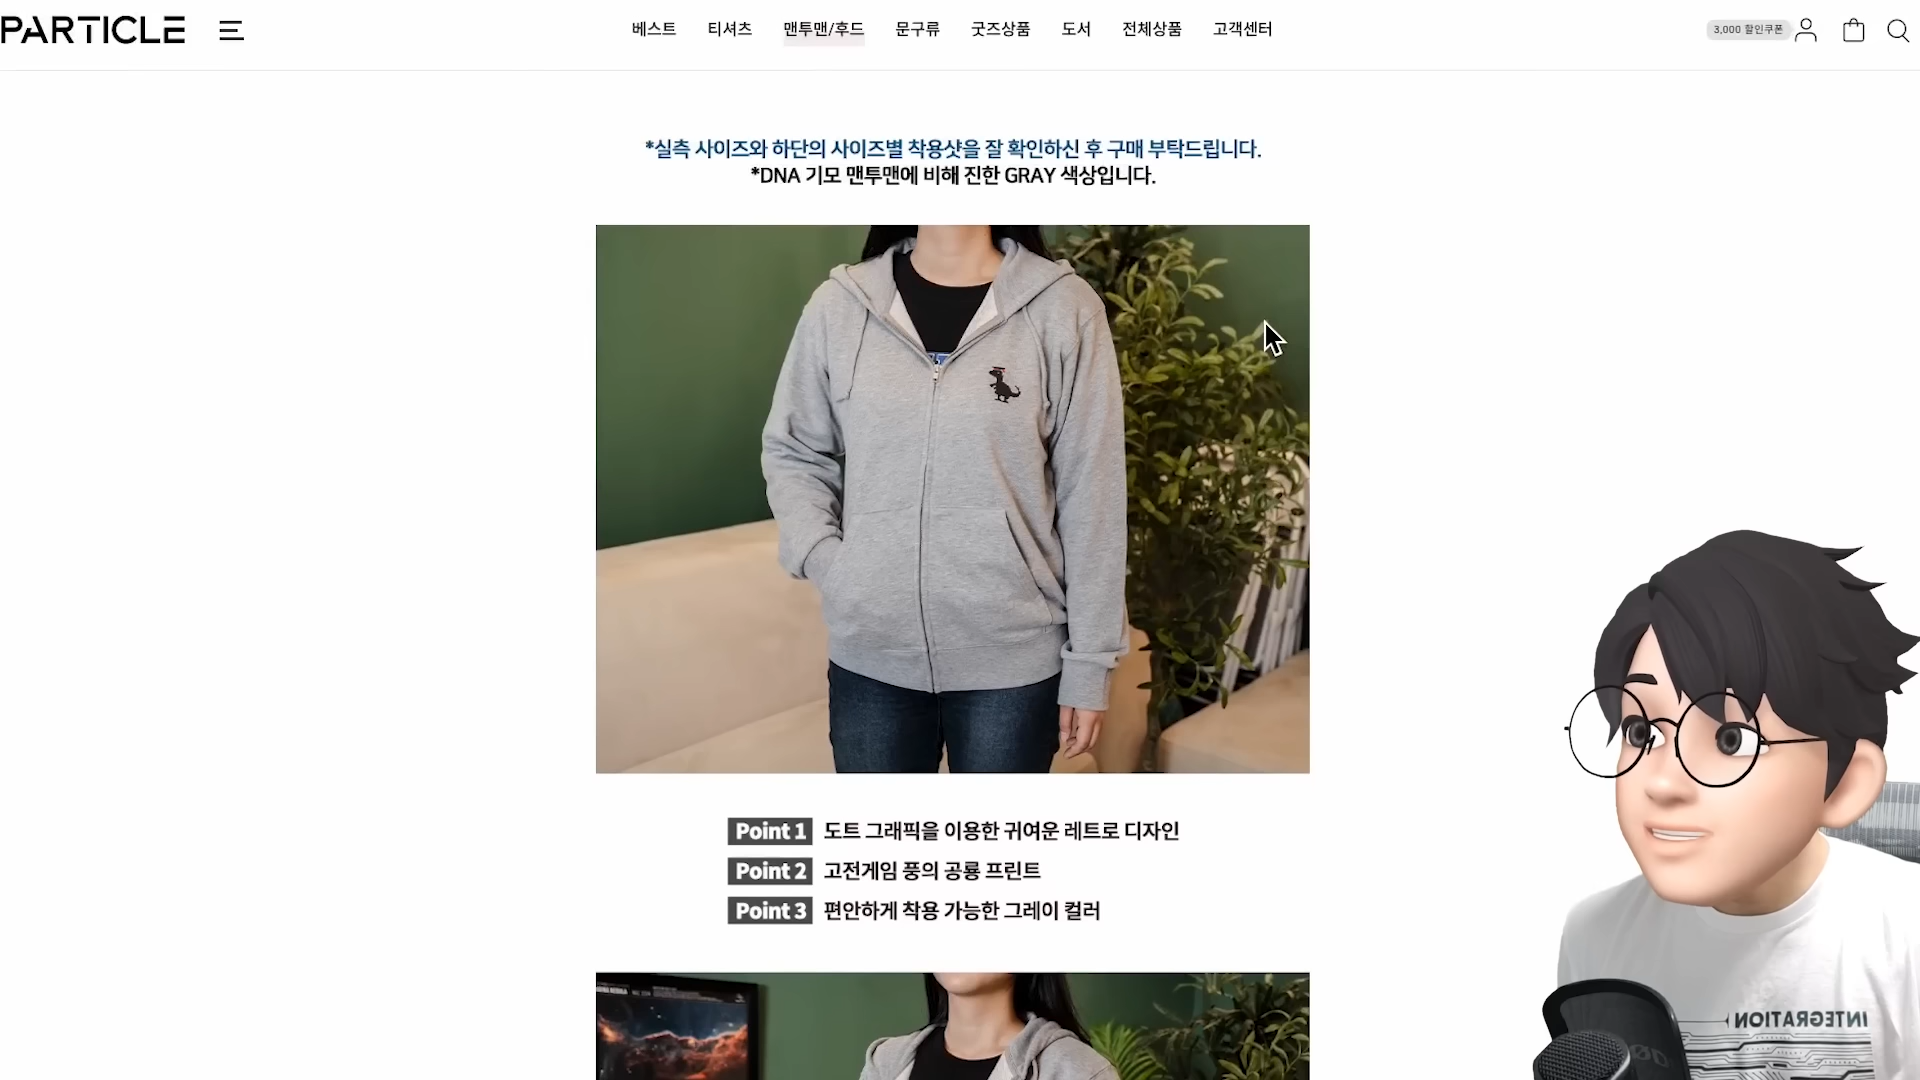 PARTICLE
베스트 티셔츠 맨투맨/후드 문구류 굿즈상품 도서 전체상품 고객센터
3,000 할인쿠폰
*실측 사이즈와 하단의 사이즈별 착용샷을 잘 확인하신 후 구매 부탁드립니다.
*DNA 기모 맨투맨에 비해 진한 GRAY 색상입니다.
Point 1 도트 그래픽을 이용한 귀여운 레트로 디자인
Point 2 고전게임 풍의 공룡 프린트
Point 3 편안하게 착용 가능한 그레이 컬러
INTEGRATION